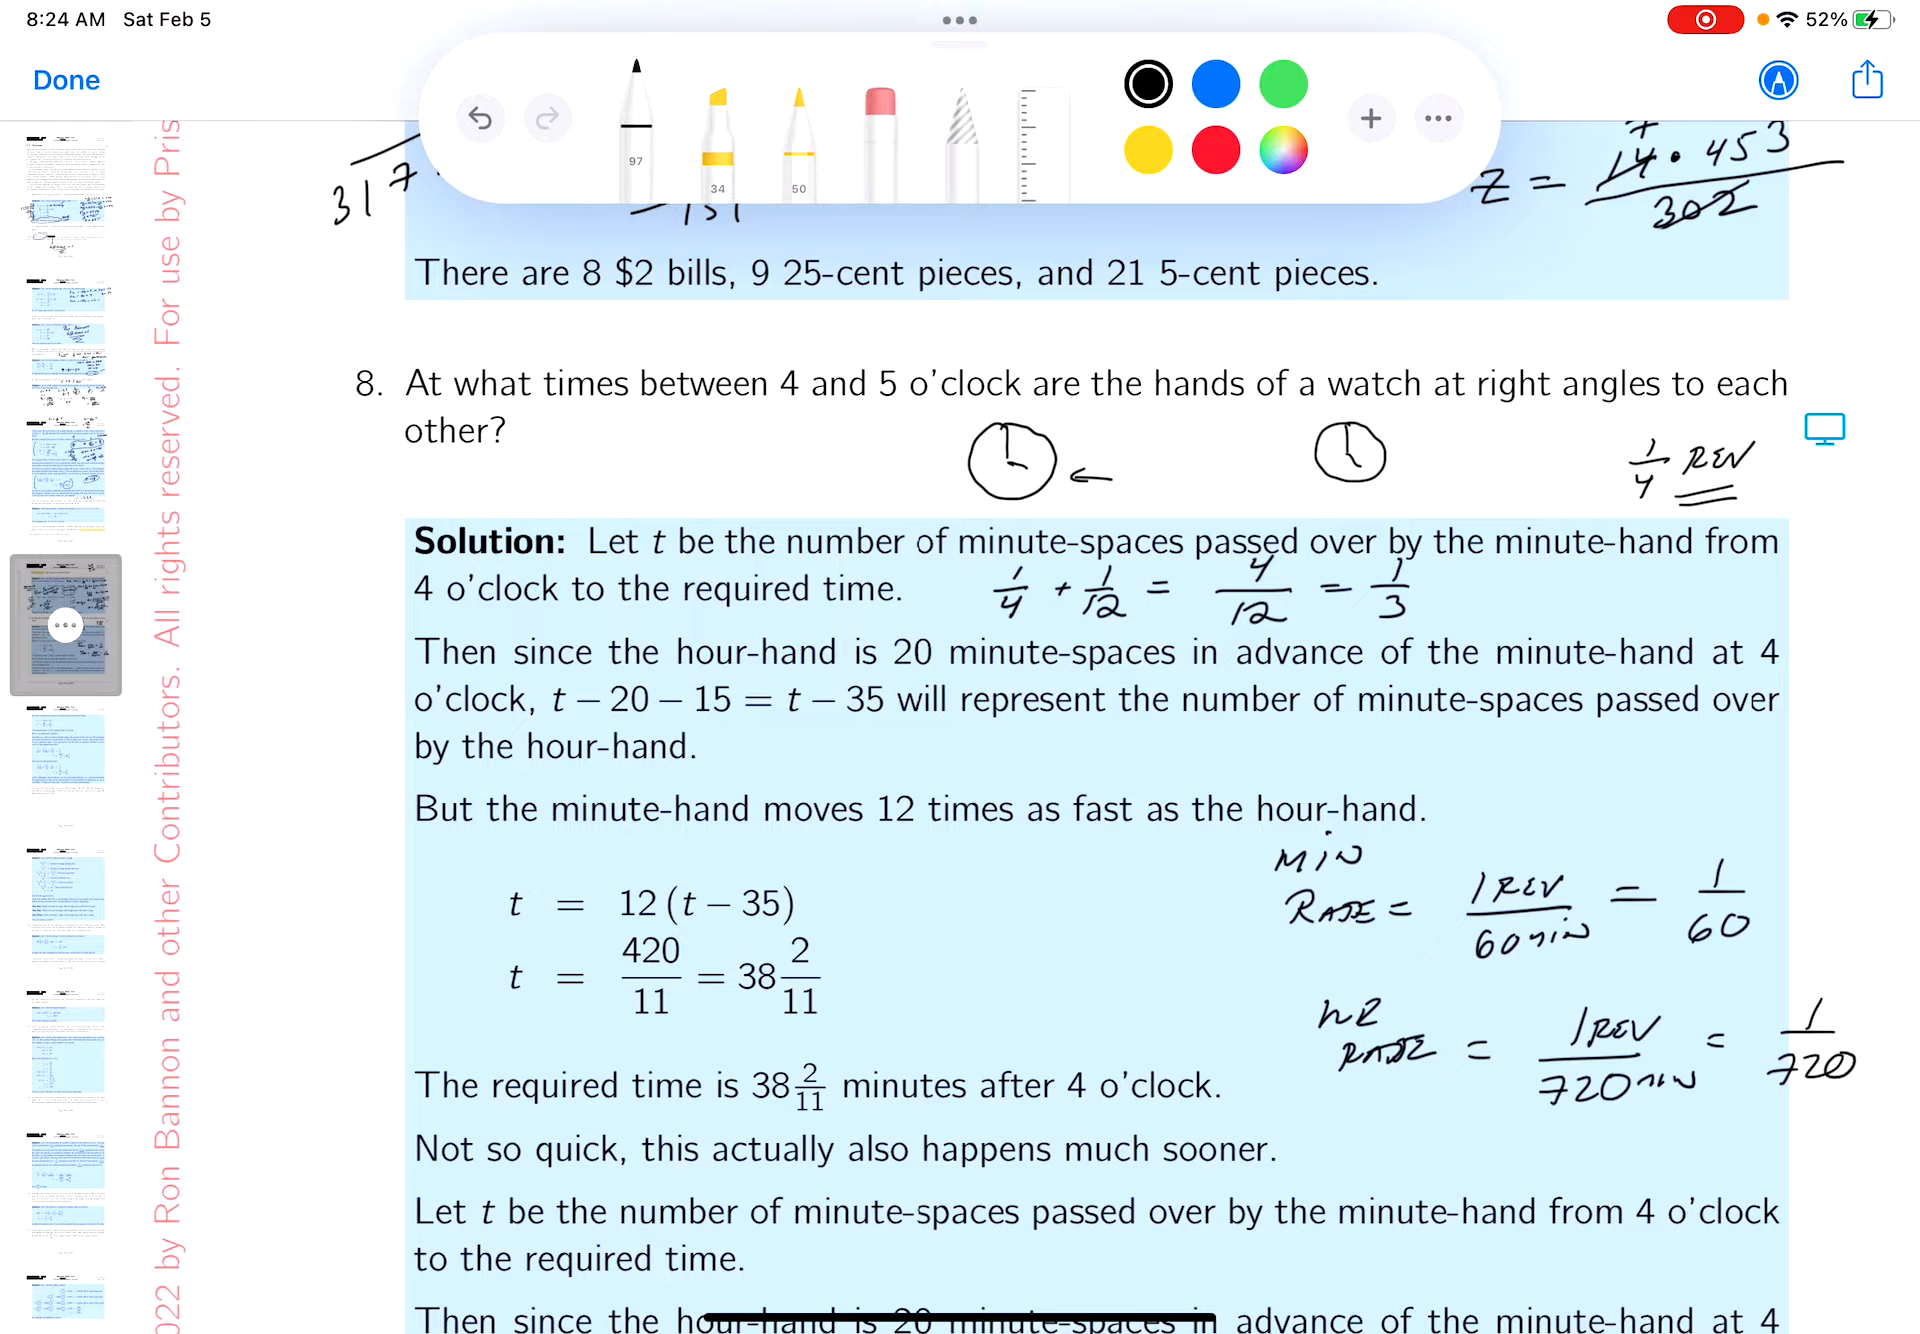 8:24 AM Sat Feb 5
52%
Done
97
34
50
317
151
z = 14 · 453
7
302
There are 8 $2 bills, 9 25-cent pieces, and 21 5-cent pieces.
8. At what times between 4 and 5 o'clock are the hands of a watch at right angles to each
other?
1/4 REV
Solution: Let t be the number of minute-spaces passed over by the minute-hand from
4 o'clock to the required time.
1/4 + 1/12 = 4/12 = 1/3
Then since the hour-hand is 20 minute-spaces in advance of the minute-hand at 4
o'clock, t − 20 − 15 = t − 35 will represent the number of minute-spaces passed over
by the hour-hand.
But the minute-hand moves 12 times as fast as the hour-hand.
MIN
RATE = 1 REV / 60 min = 1/60
t = 12 (t − 35)
t = 420/11 = 38 2/11
HR
RATE = 1 REV / 720 min = 1/720
The required time is 38 2/11 minutes after 4 o'clock.
Not so quick, this actually also happens much sooner.
Let t be the number of minute-spaces passed over by the minute-hand from 4 o'clock
to the required time.
Then since the hour-hand is 20 minute-spaces in advance of the minute-hand at 4
022 by Ron Bannon and other Contributors. All rights reserved. For use by Pris